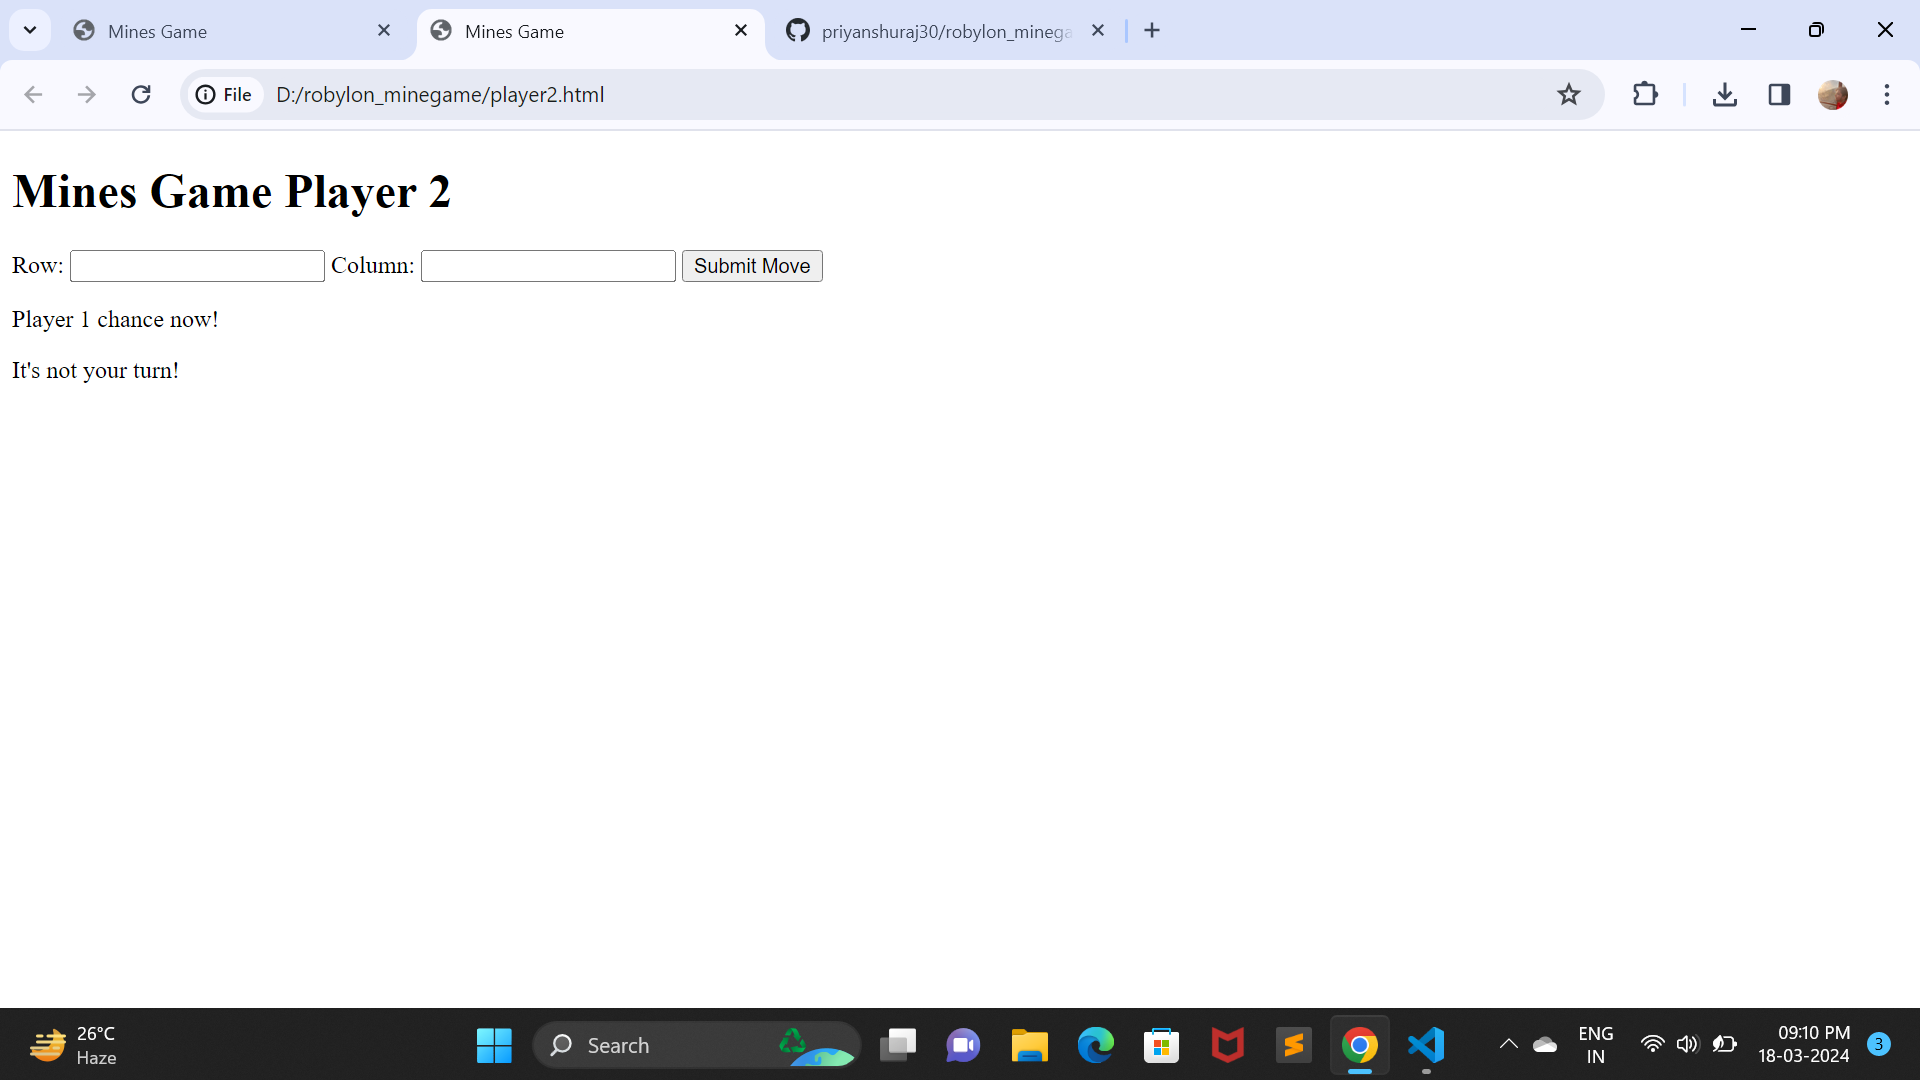 Mines Game
Mines Game
priyanshuraj30/robylon_minega
File
D:/robylon_minegame/player2.html
Mines Game Player 2
Row: Column: Submit Move
Player 1 chance now!
It's not your turn!
26°C
Haze
Search
ENG
IN
09:10 PM
18-03-2024
3